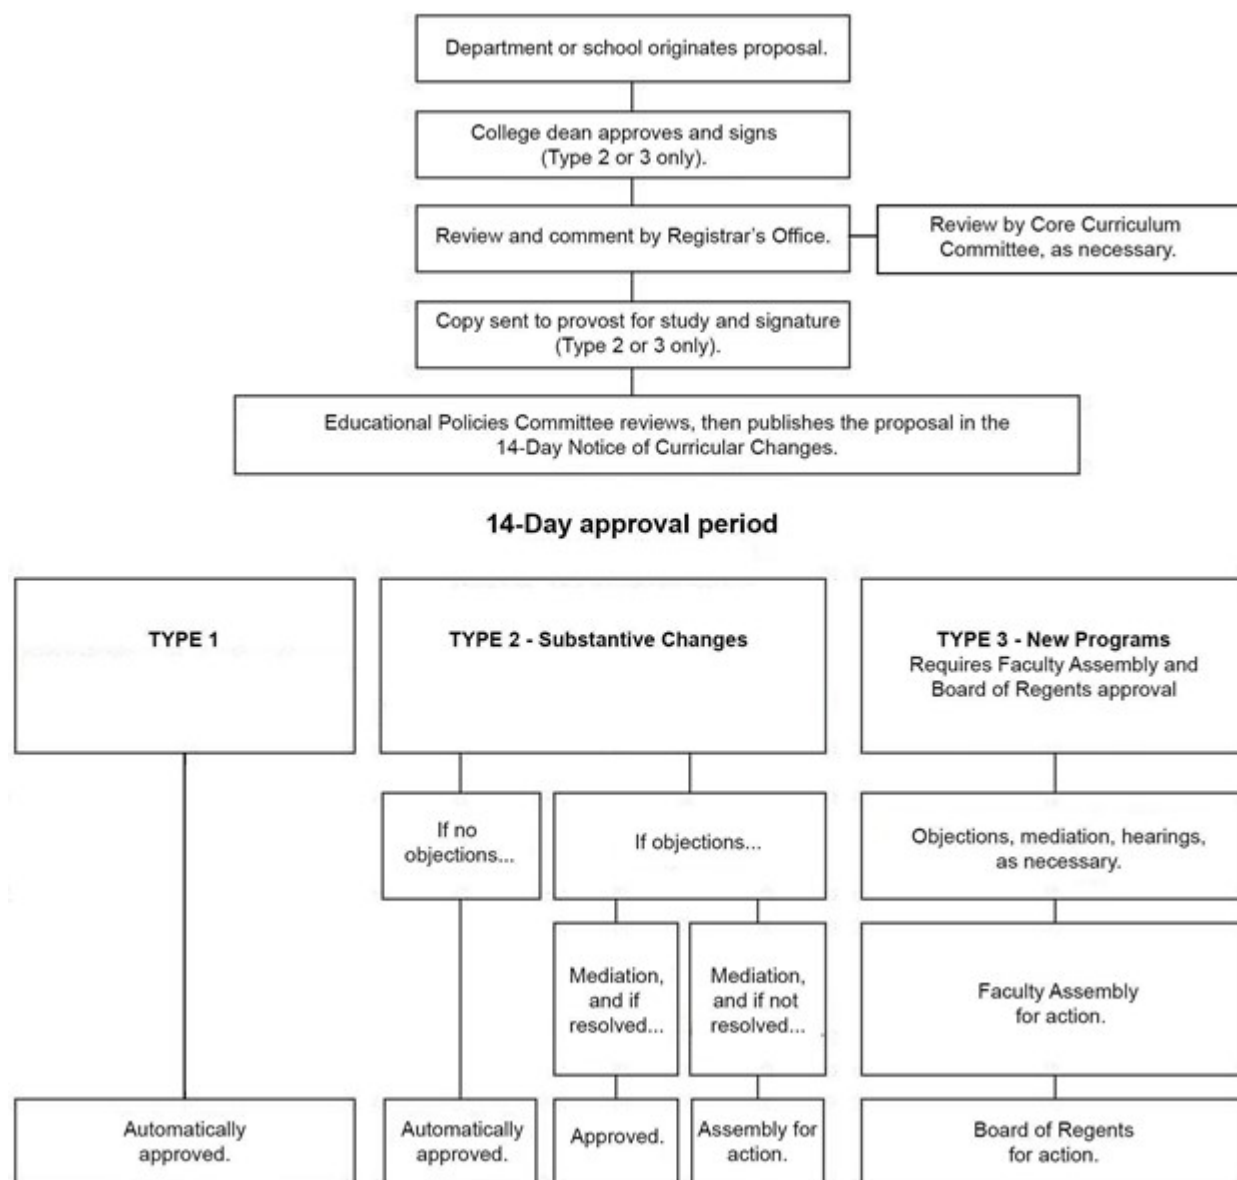 Department or school originates proposal.
College dean approves and signs
(Type 2 or 3 only).
Review and comment by Registrar's Office.
Review by Core Curriculum
Committee, as necessary.
Copy sent to provost for study and signature
(Type 2 or 3 only).
Educational Policies Committee reviews, then publishes the proposal in the
14-Day Notice of Curricular Changes.
14-Day approval period
TYPE 1
Automatically
approved.
TYPE 2 - Substantive Changes
If no
objections...
Automatically
approved.
If objections...
Mediation,
and if
resolved...
Approved.
Mediation,
and if not
resolved...
Assembly for
action.
TYPE 3 - New Programs
Requires Faculty Assembly and
Board of Regents approval
Objections, mediation, hearings,
as necessary.
Faculty Assembly
for action.
Board of Regents
for action.